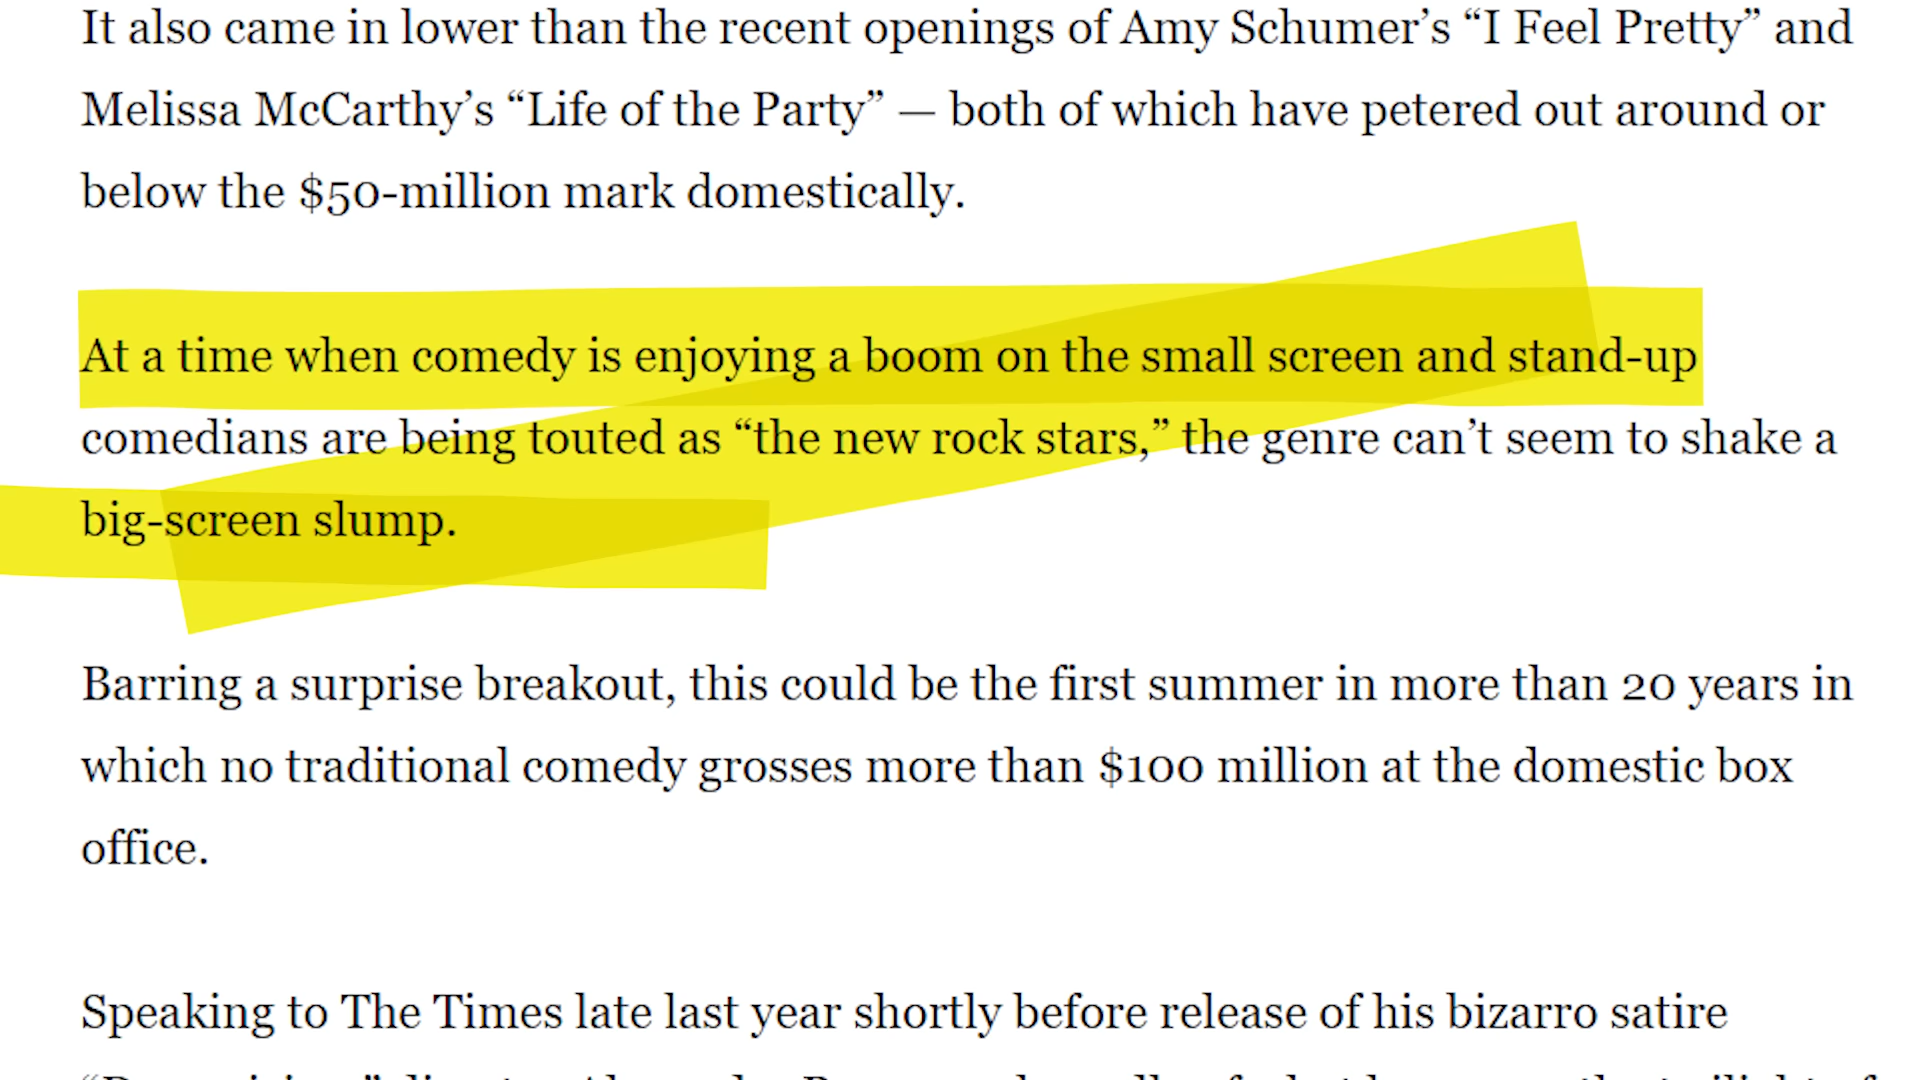 It also came in lower than the recent openings of Amy Schumer’s “I Feel Pretty” and
Melissa McCarthy’s “Life of the Party” — both of which have petered out around or
below the $50-million mark domestically.
At a time when comedy is enjoying a boom on the small screen and stand-up
comedians are being touted as “the new rock stars,” the genre can’t seem to shake a
big-screen slump.
Barring a surprise breakout, this could be the first summer in more than 20 years in
which no traditional comedy grosses more than $100 million at the domestic box
office.
Speaking to The Times late last year shortly before release of his bizarro satire